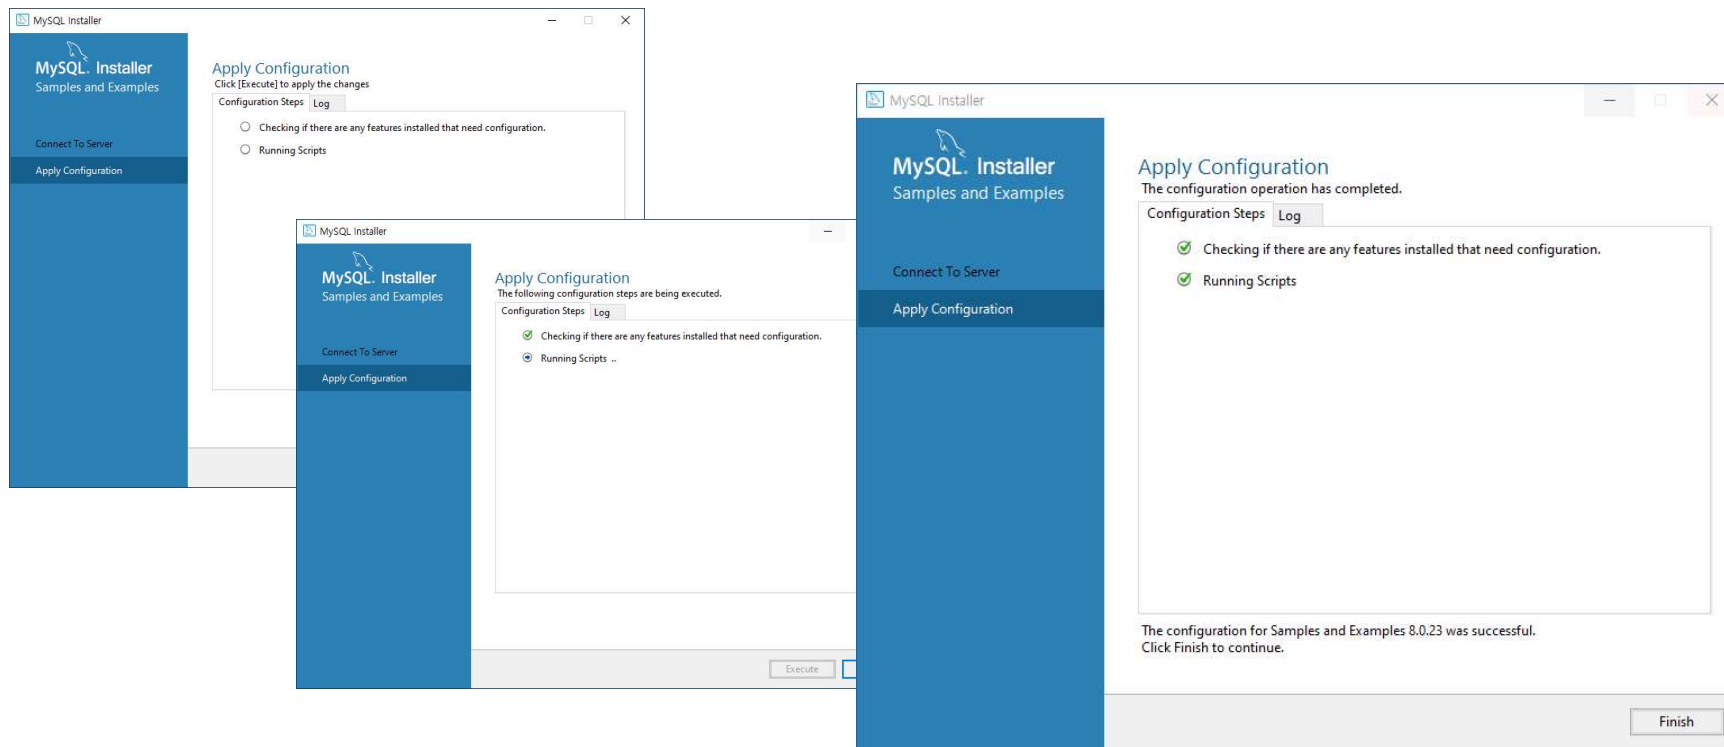 MySQL Installer
MySQL. Installer
Samples and Examples
Connect To Server
Apply Configuration
Apply Configuration
Click [Execute] to apply the changes
Configuration Steps Log
Checking if there are any features installed that need configuration.
Running Scripts
MySQL Installer
MySQL. Installer
Samples and Examples
Connect To Server
Apply Configuration
Apply Configuration
The following configuration steps are being executed.
Configuration Steps Log
Checking if there are any features installed that need configuration.
Running Scripts ..
Execute
MySQL Installer
MySQL. Installer
Samples and Examples
Connect To Server
Apply Configuration
Apply Configuration
The configuration operation has completed.
Configuration Steps Log
Checking if there are any features installed that need configuration.
Running Scripts
The configuration for Samples and Examples 8.0.23 was successful.
Click Finish to continue.
Finish